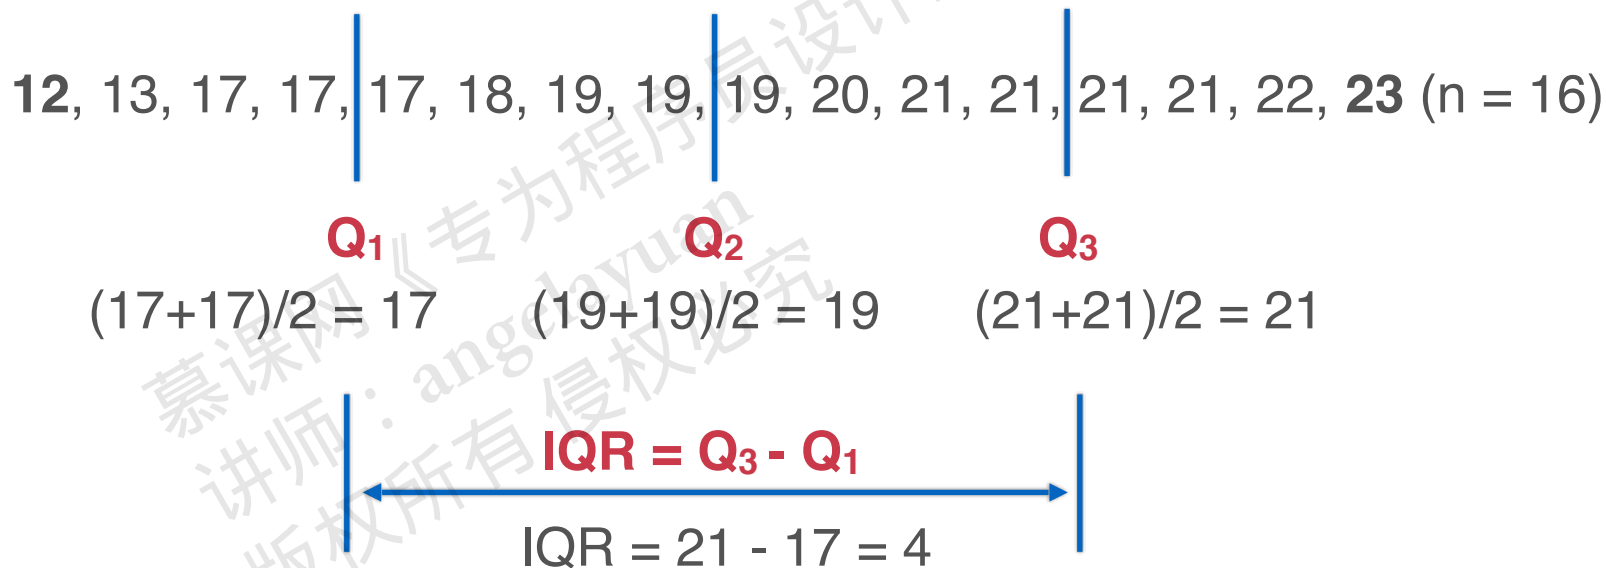 12, 13, 17, 17, 17, 18, 19, 19, 19, 20, 21, 21, 21, 21, 22, 23 (n = 16)
Q1 Q2 Q3
(17+17)/2 = 17 (19+19)/2 = 19 (21+21)/2 = 21
IQR = Q3 - Q1
IQR = 21 - 17 = 4
慕课网《专为程序员设计
讲师：angelayuan
版权所有 侵权必究